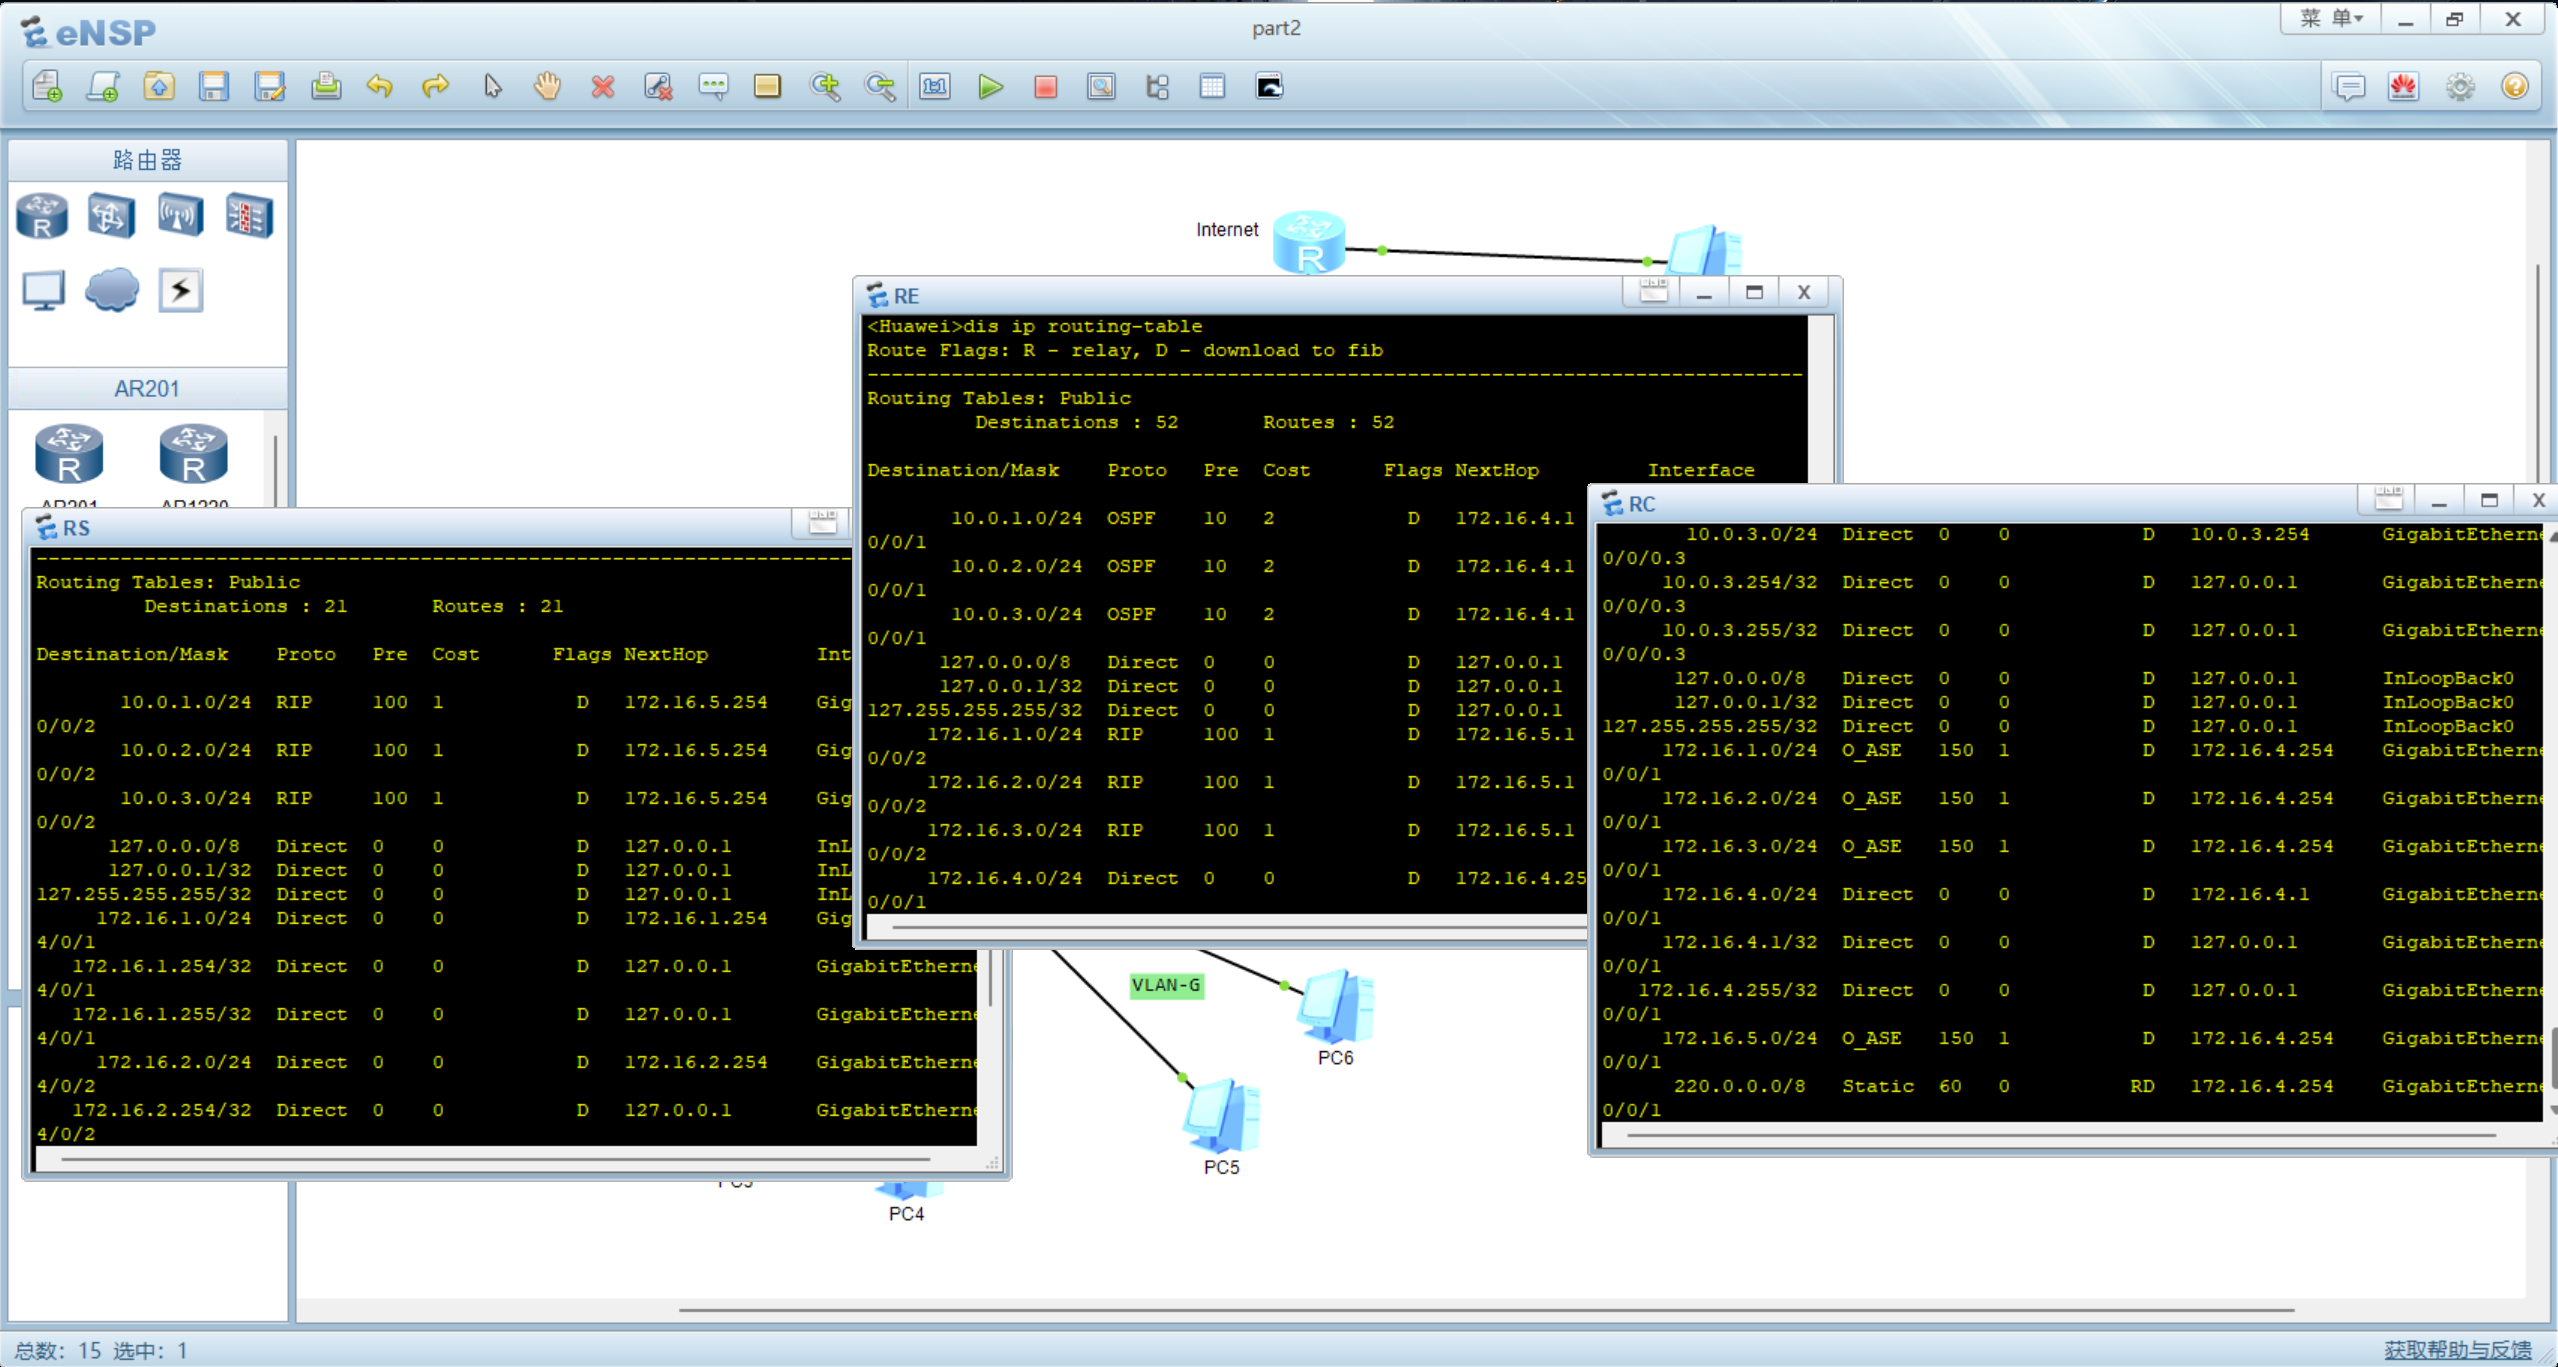 eNSP
part2
菜 单
路由器
AR201
Internet
RE
<Huawei>dis ip routing-table
Route Flags: R - relay, D - download to fib
------------------------------------------------------------------------------
Routing Tables: Public
Destinations : 52 Routes : 52
Destination/Mask Proto Pre Cost Flags NextHop Interface
10.0.1.0/24 OSPF 10 2 D 172.16.4.1
0/0/1
10.0.2.0/24 OSPF 10 2 D 172.16.4.1
0/0/1
10.0.3.0/24 OSPF 10 2 D 172.16.4.1
0/0/1
127.0.0.0/8 Direct 0 0 D 127.0.0.1
127.0.0.1/32 Direct 0 0 D 127.0.0.1
127.255.255.255/32 Direct 0 0 D 127.0.0.1
172.16.1.0/24 RIP 100 1 D 172.16.5.1
0/0/2
172.16.2.0/24 RIP 100 1 D 172.16.5.1
0/0/2
172.16.3.0/24 RIP 100 1 D 172.16.5.1
0/0/2
172.16.4.0/24 Direct 0 0 D 172.16.4.25
0/0/1
RS
Routing Tables: Public
Destinations : 21 Routes : 21
Destination/Mask Proto Pre Cost Flags NextHop Int
10.0.1.0/24 RIP 100 1 D 172.16.5.254 Gig
0/0/2
10.0.2.0/24 RIP 100 1 D 172.16.5.254 Gig
0/0/2
10.0.3.0/24 RIP 100 1 D 172.16.5.254 Gig
0/0/2
127.0.0.0/8 Direct 0 0 D 127.0.0.1 InL
127.0.0.1/32 Direct 0 0 D 127.0.0.1 InL
127.255.255.255/32 Direct 0 0 D 127.0.0.1 InL
172.16.1.0/24 Direct 0 0 D 172.16.1.254 Gig
4/0/1
172.16.1.254/32 Direct 0 0 D 127.0.0.1 GigabitEtherne
4/0/1
172.16.1.255/32 Direct 0 0 D 127.0.0.1 GigabitEtherne
4/0/1
172.16.2.0/24 Direct 0 0 D 172.16.2.254 GigabitEtherne
4/0/2
172.16.2.254/32 Direct 0 0 D 127.0.0.1 GigabitEtherne
4/0/2
RC
10.0.3.0/24 Direct 0 0 D 10.0.3.254 GigabitEtherne
0/0/0.3
10.0.3.254/32 Direct 0 0 D 127.0.0.1 GigabitEtherne
0/0/0.3
10.0.3.255/32 Direct 0 0 D 127.0.0.1 GigabitEtherne
0/0/0.3
127.0.0.0/8 Direct 0 0 D 127.0.0.1 InLoopBack0
127.0.0.1/32 Direct 0 0 D 127.0.0.1 InLoopBack0
127.255.255.255/32 Direct 0 0 D 127.0.0.1 InLoopBack0
172.16.1.0/24 O_ASE 150 1 D 172.16.4.254 GigabitEtherne
0/0/1
172.16.2.0/24 O_ASE 150 1 D 172.16.4.254 GigabitEtherne
0/0/1
172.16.3.0/24 O_ASE 150 1 D 172.16.4.254 GigabitEtherne
0/0/1
172.16.4.0/24 Direct 0 0 D 172.16.4.1 GigabitEtherne
0/0/1
172.16.4.1/32 Direct 0 0 D 127.0.0.1 GigabitEtherne
0/0/1
172.16.4.255/32 Direct 0 0 D 127.0.0.1 GigabitEtherne
0/0/1
172.16.5.0/24 O_ASE 150 1 D 172.16.4.254 GigabitEtherne
0/0/1
220.0.0.0/8 Static 60 0 RD 172.16.4.254 GigabitEtherne
0/0/1
VLAN-G
PC6
PC5
PC4
总数: 15 选中: 1
获取帮助与反馈